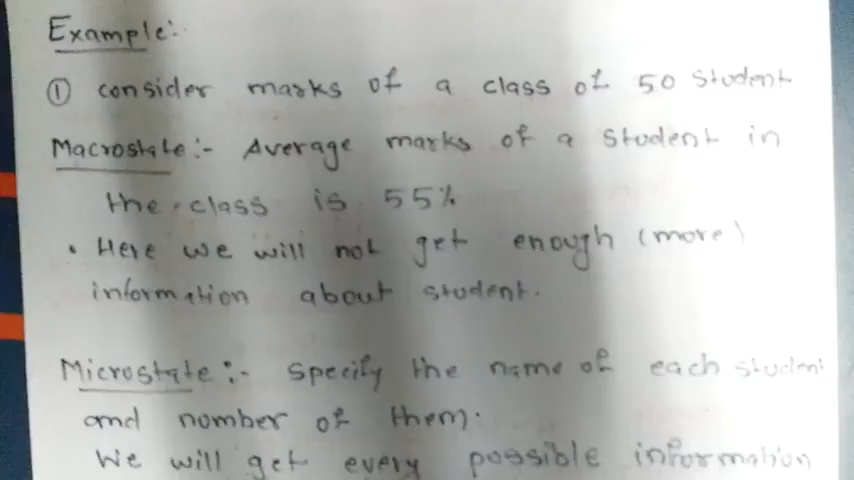 Example:-
① consider marks of a class of 50 student
Macrostate:- Average marks of a student in
the class is 55%
• Here we will not get enough (more)
information about student.
Microstate:- specify the name of each student
and number of them.
We will get every possible information